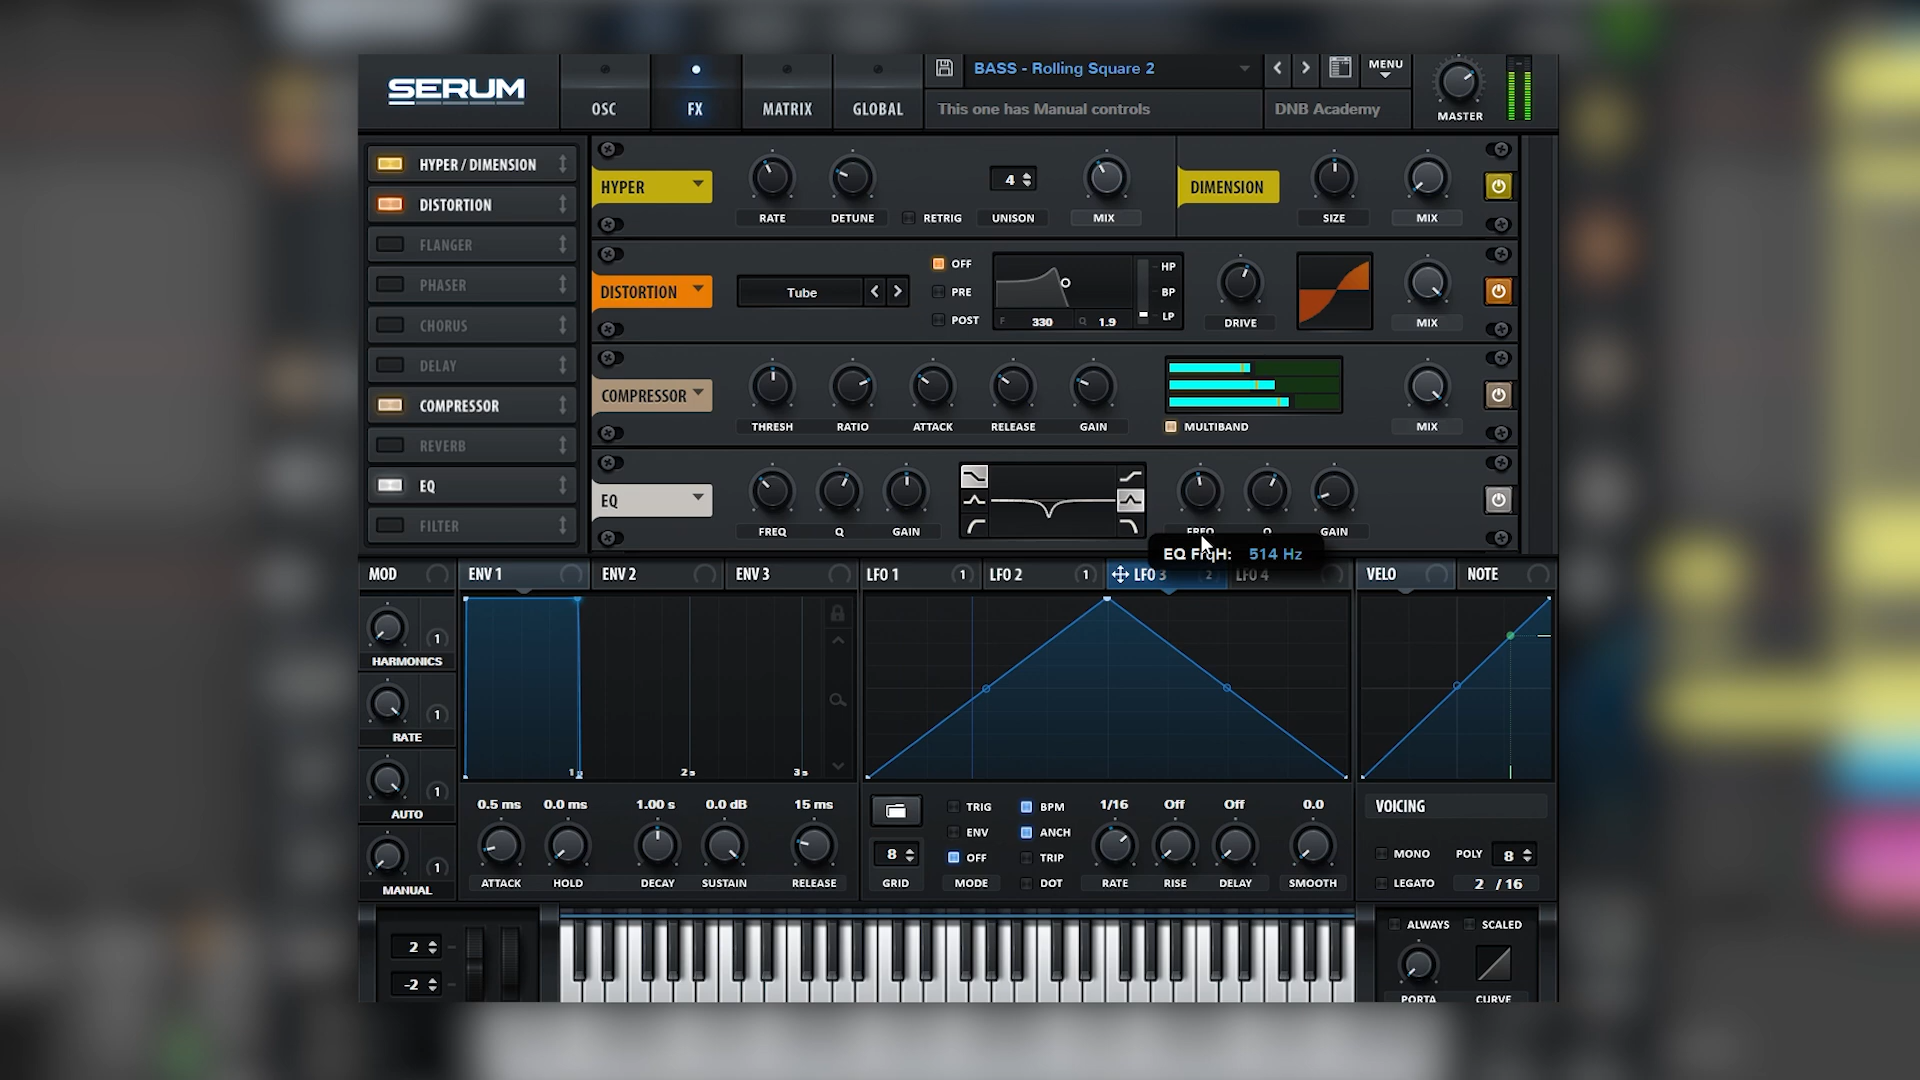 SERUM
OSC
FX
MATRIX
GLOBAL
BASS - Rolling Square 2
MENU
This one has Manual controls
DNB Academy
MASTER
HYPER / DIMENSION
DISTORTION
FLANGER
PHASER
CHORUS
DELAY
COMPRESSOR
REVERB
EQ
FILTER
HYPER
RATE
DETUNE
RETRIG
4
UNISON
MIX
DIMENSION
SIZE
MIX
DISTORTION
Tube
OFF
PRE
POST
F 330 Q 1.9
HP
BP
LP
DRIVE
MIX
COMPRESSOR
THRESH
RATIO
ATTACK
RELEASE
GAIN
MULTIBAND
MIX
EQ
FREQ
Q
GAIN
FREQ
Q
GAIN
EQ FrqH: 514 Hz
MOD
ENV 1
ENV 2
ENV 3
LFO 1 1
LFO 2 1
LFO 3 2
LFO 4
VELO
NOTE
1
HARMONICS
1
RATE
1
AUTO
1
MANUAL
2s
3s
0.5 ms
0.0 ms
1.00 s
0.0 dB
15 ms
ATTACK
HOLD
DECAY
SUSTAIN
RELEASE
8
GRID
TRIG
ENV
OFF
MODE
BPM
ANCH
TRIP
DOT
1/16
Off
Off
0.0
RATE
RISE
DELAY
SMOOTH
VOICING
MONO
POLY 8
LEGATO
2 / 16
2
-2
ALWAYS
SCALED
PORTA
CURVE